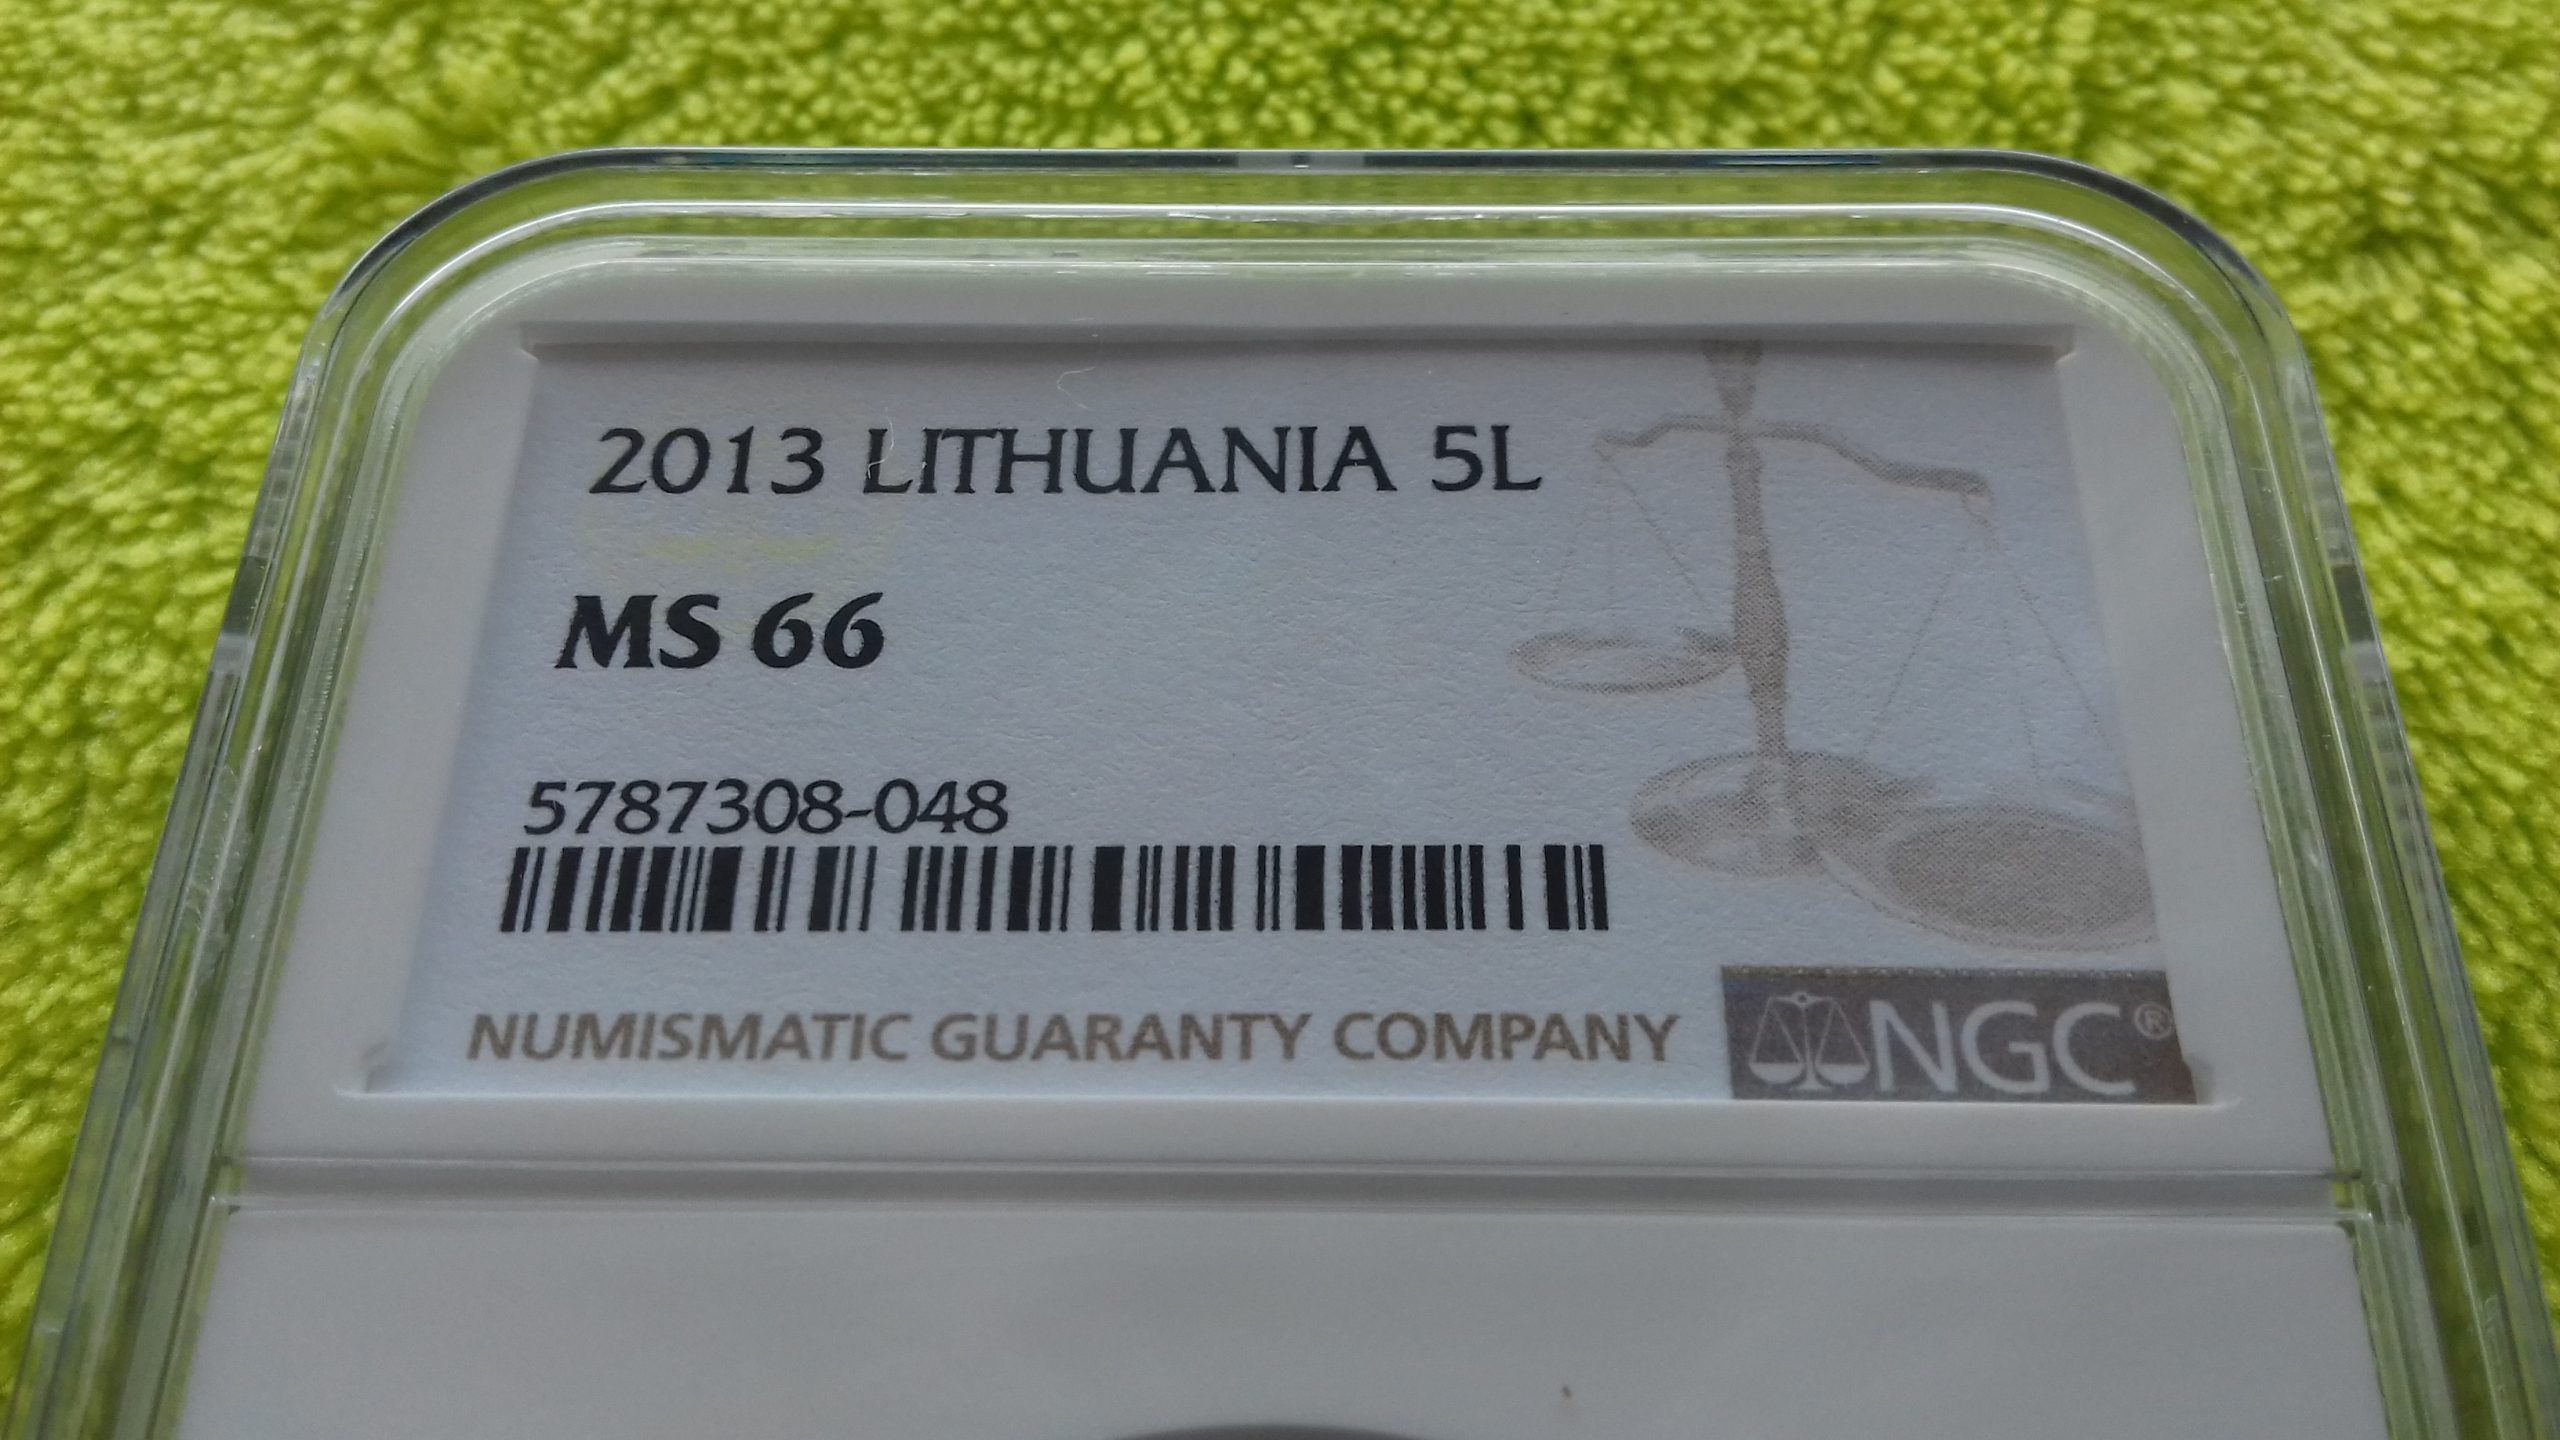 2013 LITHUANIA 5L
MS 66
5787308-048
NUMISMATIC GUARANTY COMPANY
NGC®